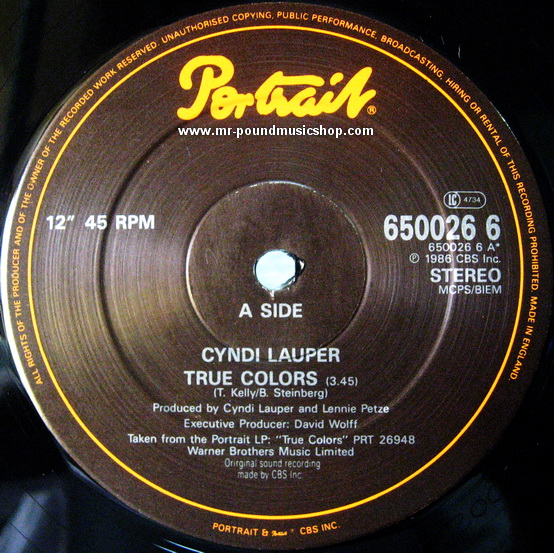 ALL RIGHTS OF THE PRODUCER AND OF THE OWNER OF THE RECORDED WORK RESERVED. UNAUTHORISED COPYING, PUBLIC PERFORMANCE, BROADCASTING, HIRING OR RENTAL OF THIS RECORDING PROHIBITED. MADE IN ENGLAND.
Portrait®
www.mr-poundmusicshop.com
12" 45 RPM
LC 4734
650026 6
650026 6 A*
℗ 1986 CBS Inc.
STEREO
MCPS/BIEM
A SIDE
CYNDI LAUPER
TRUE COLORS (3.45)
(T. Kelly/B. Steinberg)
Produced by Cyndi Lauper and Lennie Petze
Executive Producer: David Wolff
Taken from the Portrait LP: "True Colors" PRT 26948
Warner Brothers Music Limited
Orirginal sound recording
made by CBS Inc.
PORTRAIT & Portrait ® CBS INC.